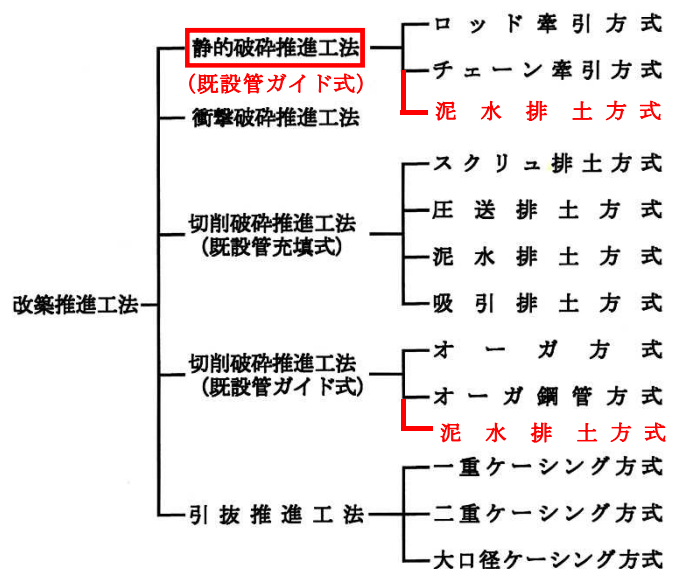 静的破砕推進工法
(既設管ガイド式)
ロッド牽引方式
チェーン牽引方式
泥水排土方式
衝撃破砕推進工法
切削破砕推進工法
(既設管充填式)
スクリュ排土方式
圧送排土方式
泥水排土方式
吸引排土方式
改築推進工法
切削破砕推進工法
(既設管ガイド式)
オーガ方式
オーガ鋼管方式
泥水排土方式
引抜推進工法
一重ケーシング方式
二重ケーシング方式
大口径ケーシング方式